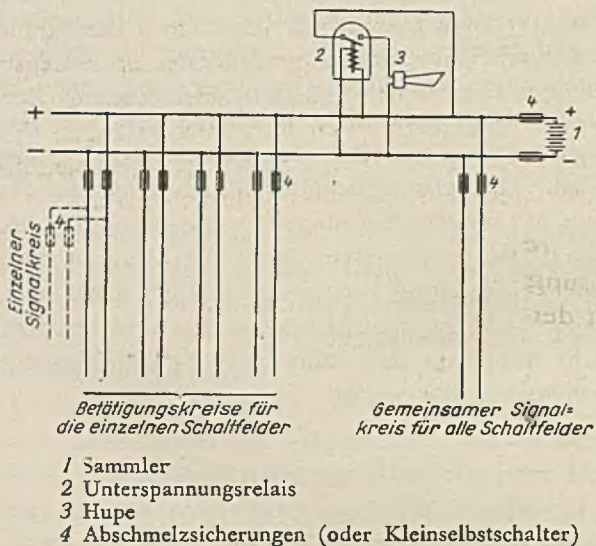 2
3
4
+
1
+
−
−
4
4
4
Einzelner
Signalkreis
Betätigungskreise für
die einzelnen Schaltfelder
Gemeinsamer Signal=
kreis für alle Schaltfelder
1 Sammler
2 Unterspannungsrelais
3 Hupe
4 Abschmelzsicherungen (oder Kleinselbstschalter)